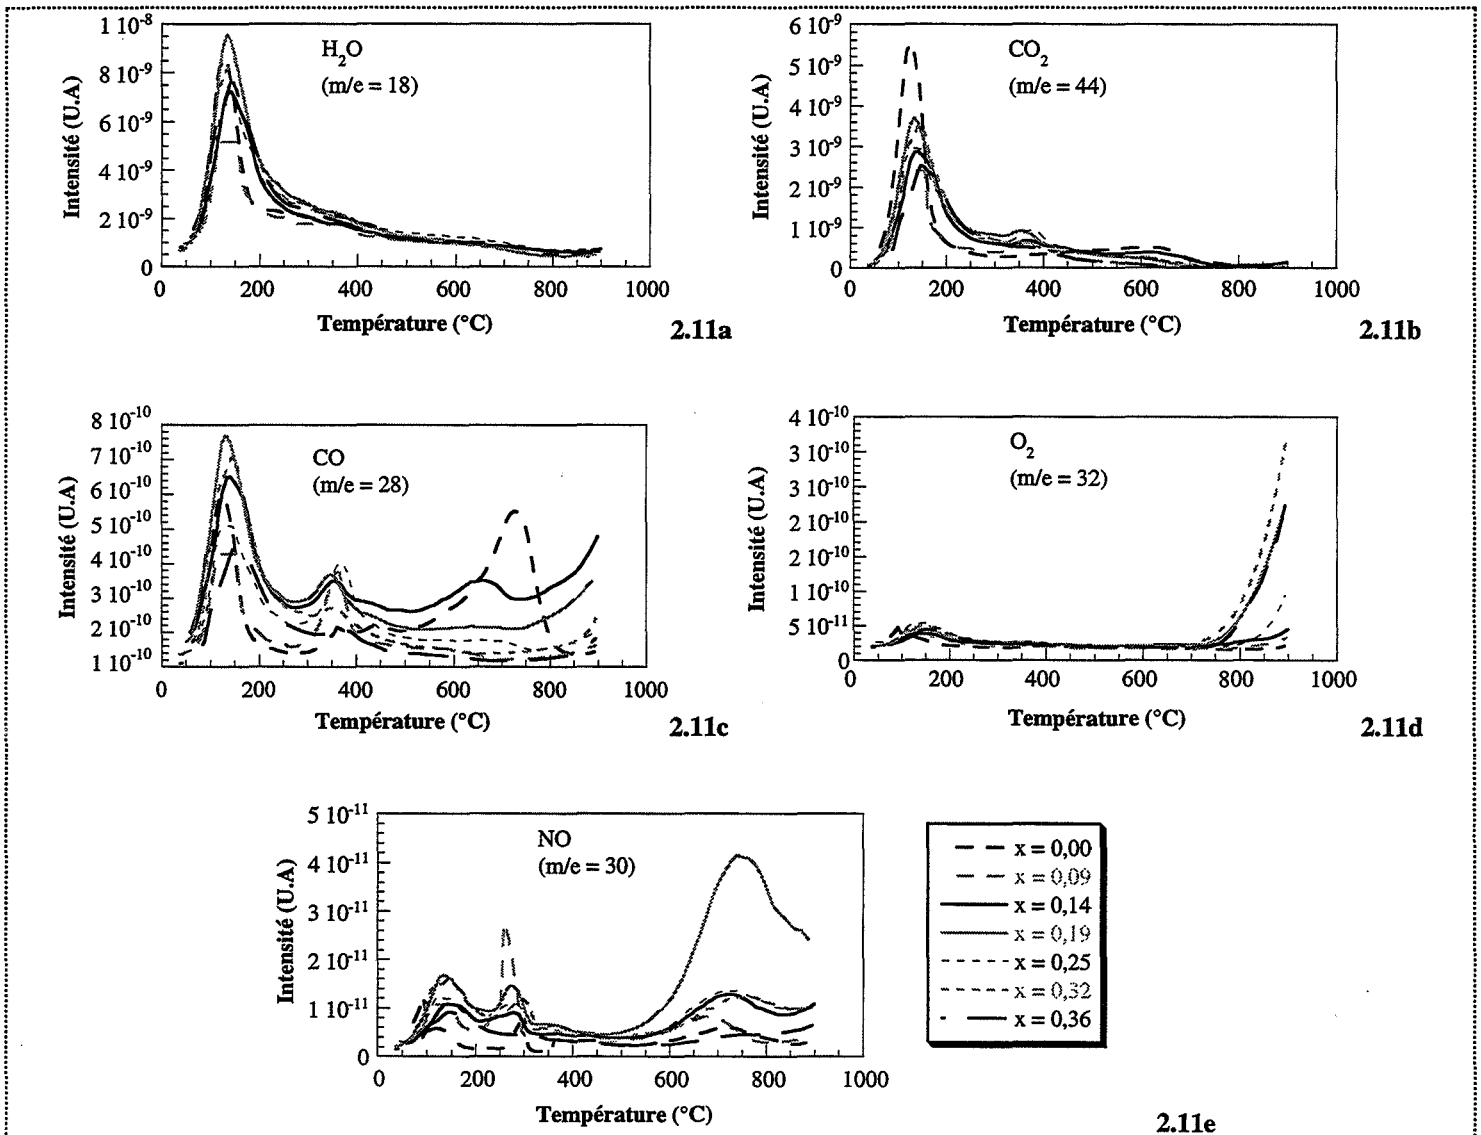 H₂O
(m/e = 18)
Intensité (U.A)
1 10⁻⁸
8 10⁻⁹
6 10⁻⁹
4 10⁻⁹
2 10⁻⁹
0
0 200 400 600 800 1000
Température (°C)
2.11a
CO₂
(m/e = 44)
Intensité (U.A)
6 10⁻⁹
5 10⁻⁹
4 10⁻⁹
3 10⁻⁹
2 10⁻⁹
1 10⁻⁹
0
0 200 400 600 800 1000
Température (°C)
2.11b
CO
(m/e = 28)
Intensité (U.A)
8 10⁻¹⁰
7 10⁻¹⁰
6 10⁻¹⁰
5 10⁻¹⁰
4 10⁻¹⁰
3 10⁻¹⁰
2 10⁻¹⁰
1 10⁻¹⁰
0 200 400 600 800 1000
Température (°C)
2.11c
O₂
(m/e = 32)
Intensité (U.A)
4 10⁻¹⁰
3 10⁻¹⁰
3 10⁻¹⁰
2 10⁻¹⁰
2 10⁻¹⁰
1 10⁻¹⁰
5 10⁻¹¹
0
0 200 400 600 800 1000
Température (°C)
2.11d
NO
(m/e = 30)
Intensité (U.A)
5 10⁻¹¹
4 10⁻¹¹
3 10⁻¹¹
2 10⁻¹¹
1 10⁻¹¹
0
0 200 400 600 800 1000
Température (°C)
2.11e
x = 0,00
x = 0,09
x = 0,14
x = 0,19
x = 0,25
x = 0,32
x = 0,36